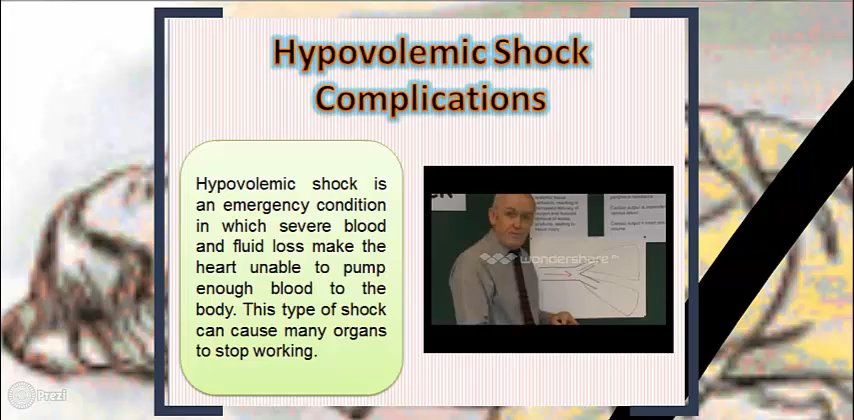 Hypovolemic Shock
Complications
Hypovolemic shock is
an emergency condition
in which severe blood
and fluid loss make the
heart unable to pump
enough blood to the
body. This type of shock
can cause many organs
to stop working.
wondershare
Prezi